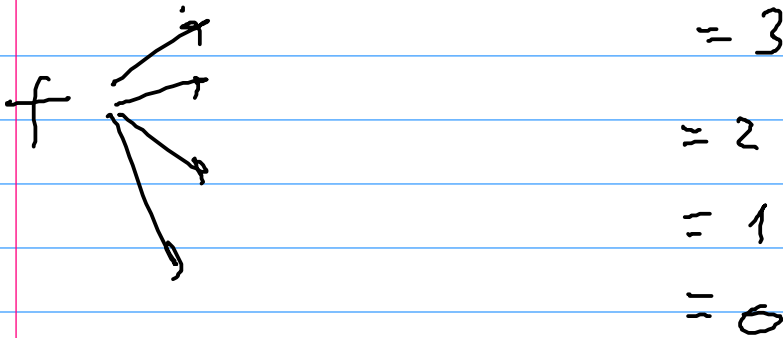 = 3
f
= 2
= 1
= 0